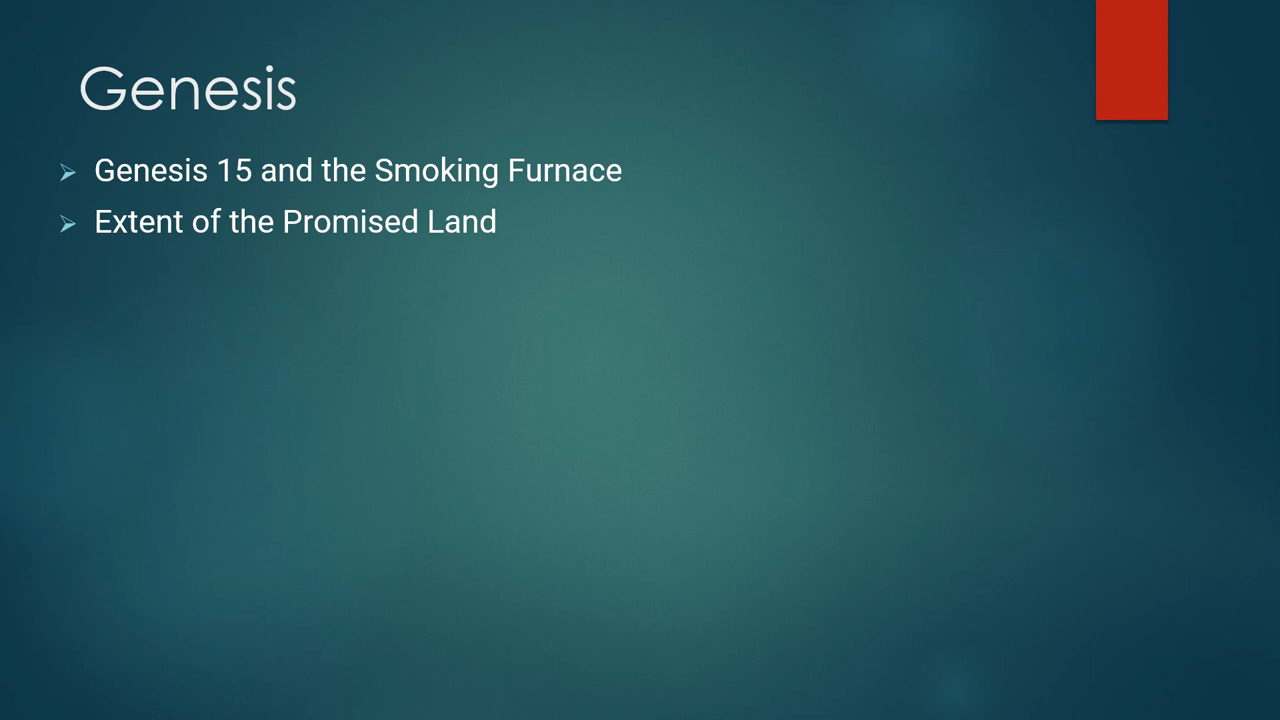 Genesis
Genesis 15 and the Smoking Furnace
Extent of the Promised Land